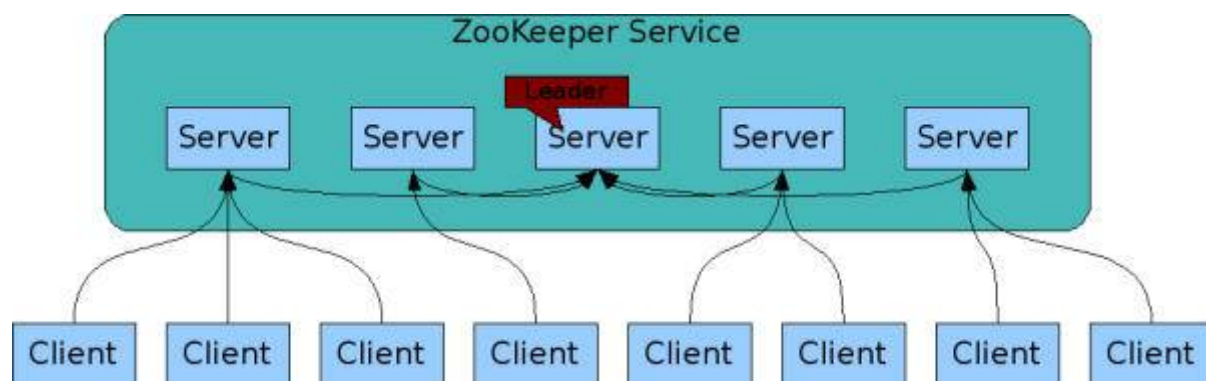 ZooKeeper Service
Leader
Server Server Server Server Server
Client Client Client Client Client Client Client Client